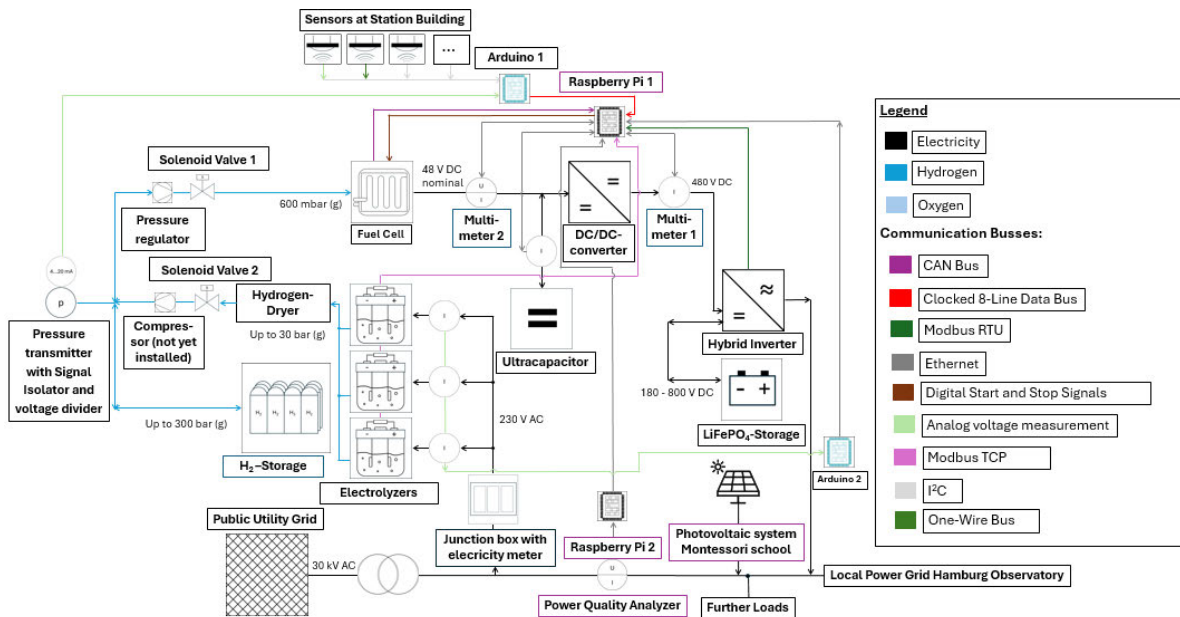 Sensors at Station Building
...
Arduino 1
Raspberry Pi 1
Solenoid Valve 1
48 V DC
nominal
480 V DC
600 mbar (g)
U
I
I
Pressure
regulator
Fuel Cell
Multi-
meter 2
DC/DC-
converter
Multi-
meter 1
4...20 mA
Solenoid Valve 2
I
p
Hydrogen-
Dryer
I
Pressure
transmitter
with Signal
Isolator and
voltage divider
Compres-
sor (not yet
installed)
Up to 30 bar (g)
Ultracapacitor
Hybrid Inverter
I
180 - 800 V DC
H₂ H₂ H₂ H₂
Up to 300 bar (g)
230 V AC
LiFePO₄-Storage
I
H₂–Storage
Electrolyzers
Arduino 2
Public Utility Grid
Junction box with
elecricity meter
Raspberry Pi 2
Photovoltaic system
Montessori school
30 kV AC
U
I
Local Power Grid Hamburg Observatory
Power Quality Analyzer
Further Loads
Legend
Electricity
Hydrogen
Oxygen
Communication Busses:
CAN Bus
Clocked 8-Line Data Bus
Modbus RTU
Ethernet
Digital Start and Stop Signals
Analog voltage measurement
Modbus TCP
I²C
One-Wire Bus